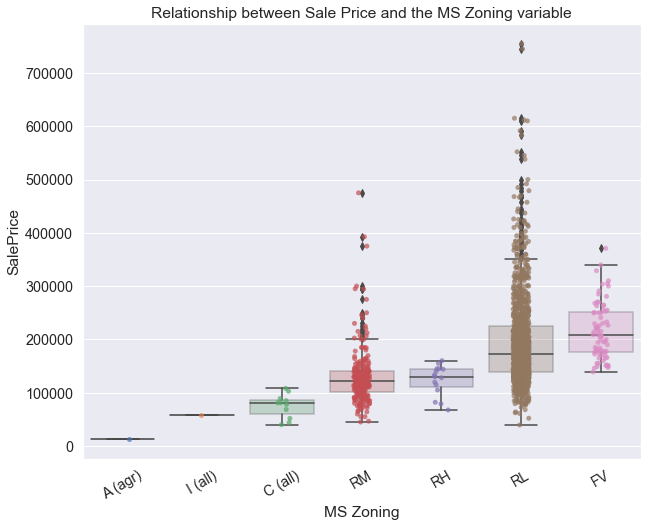 Relationship between Sale Price and the MS Zoning variable
700000
600000
500000
400000
300000
200000
100000
0
SalePrice
A (agr)
I (all)
C (all)
RM
RH
RL
FV
MS Zoning